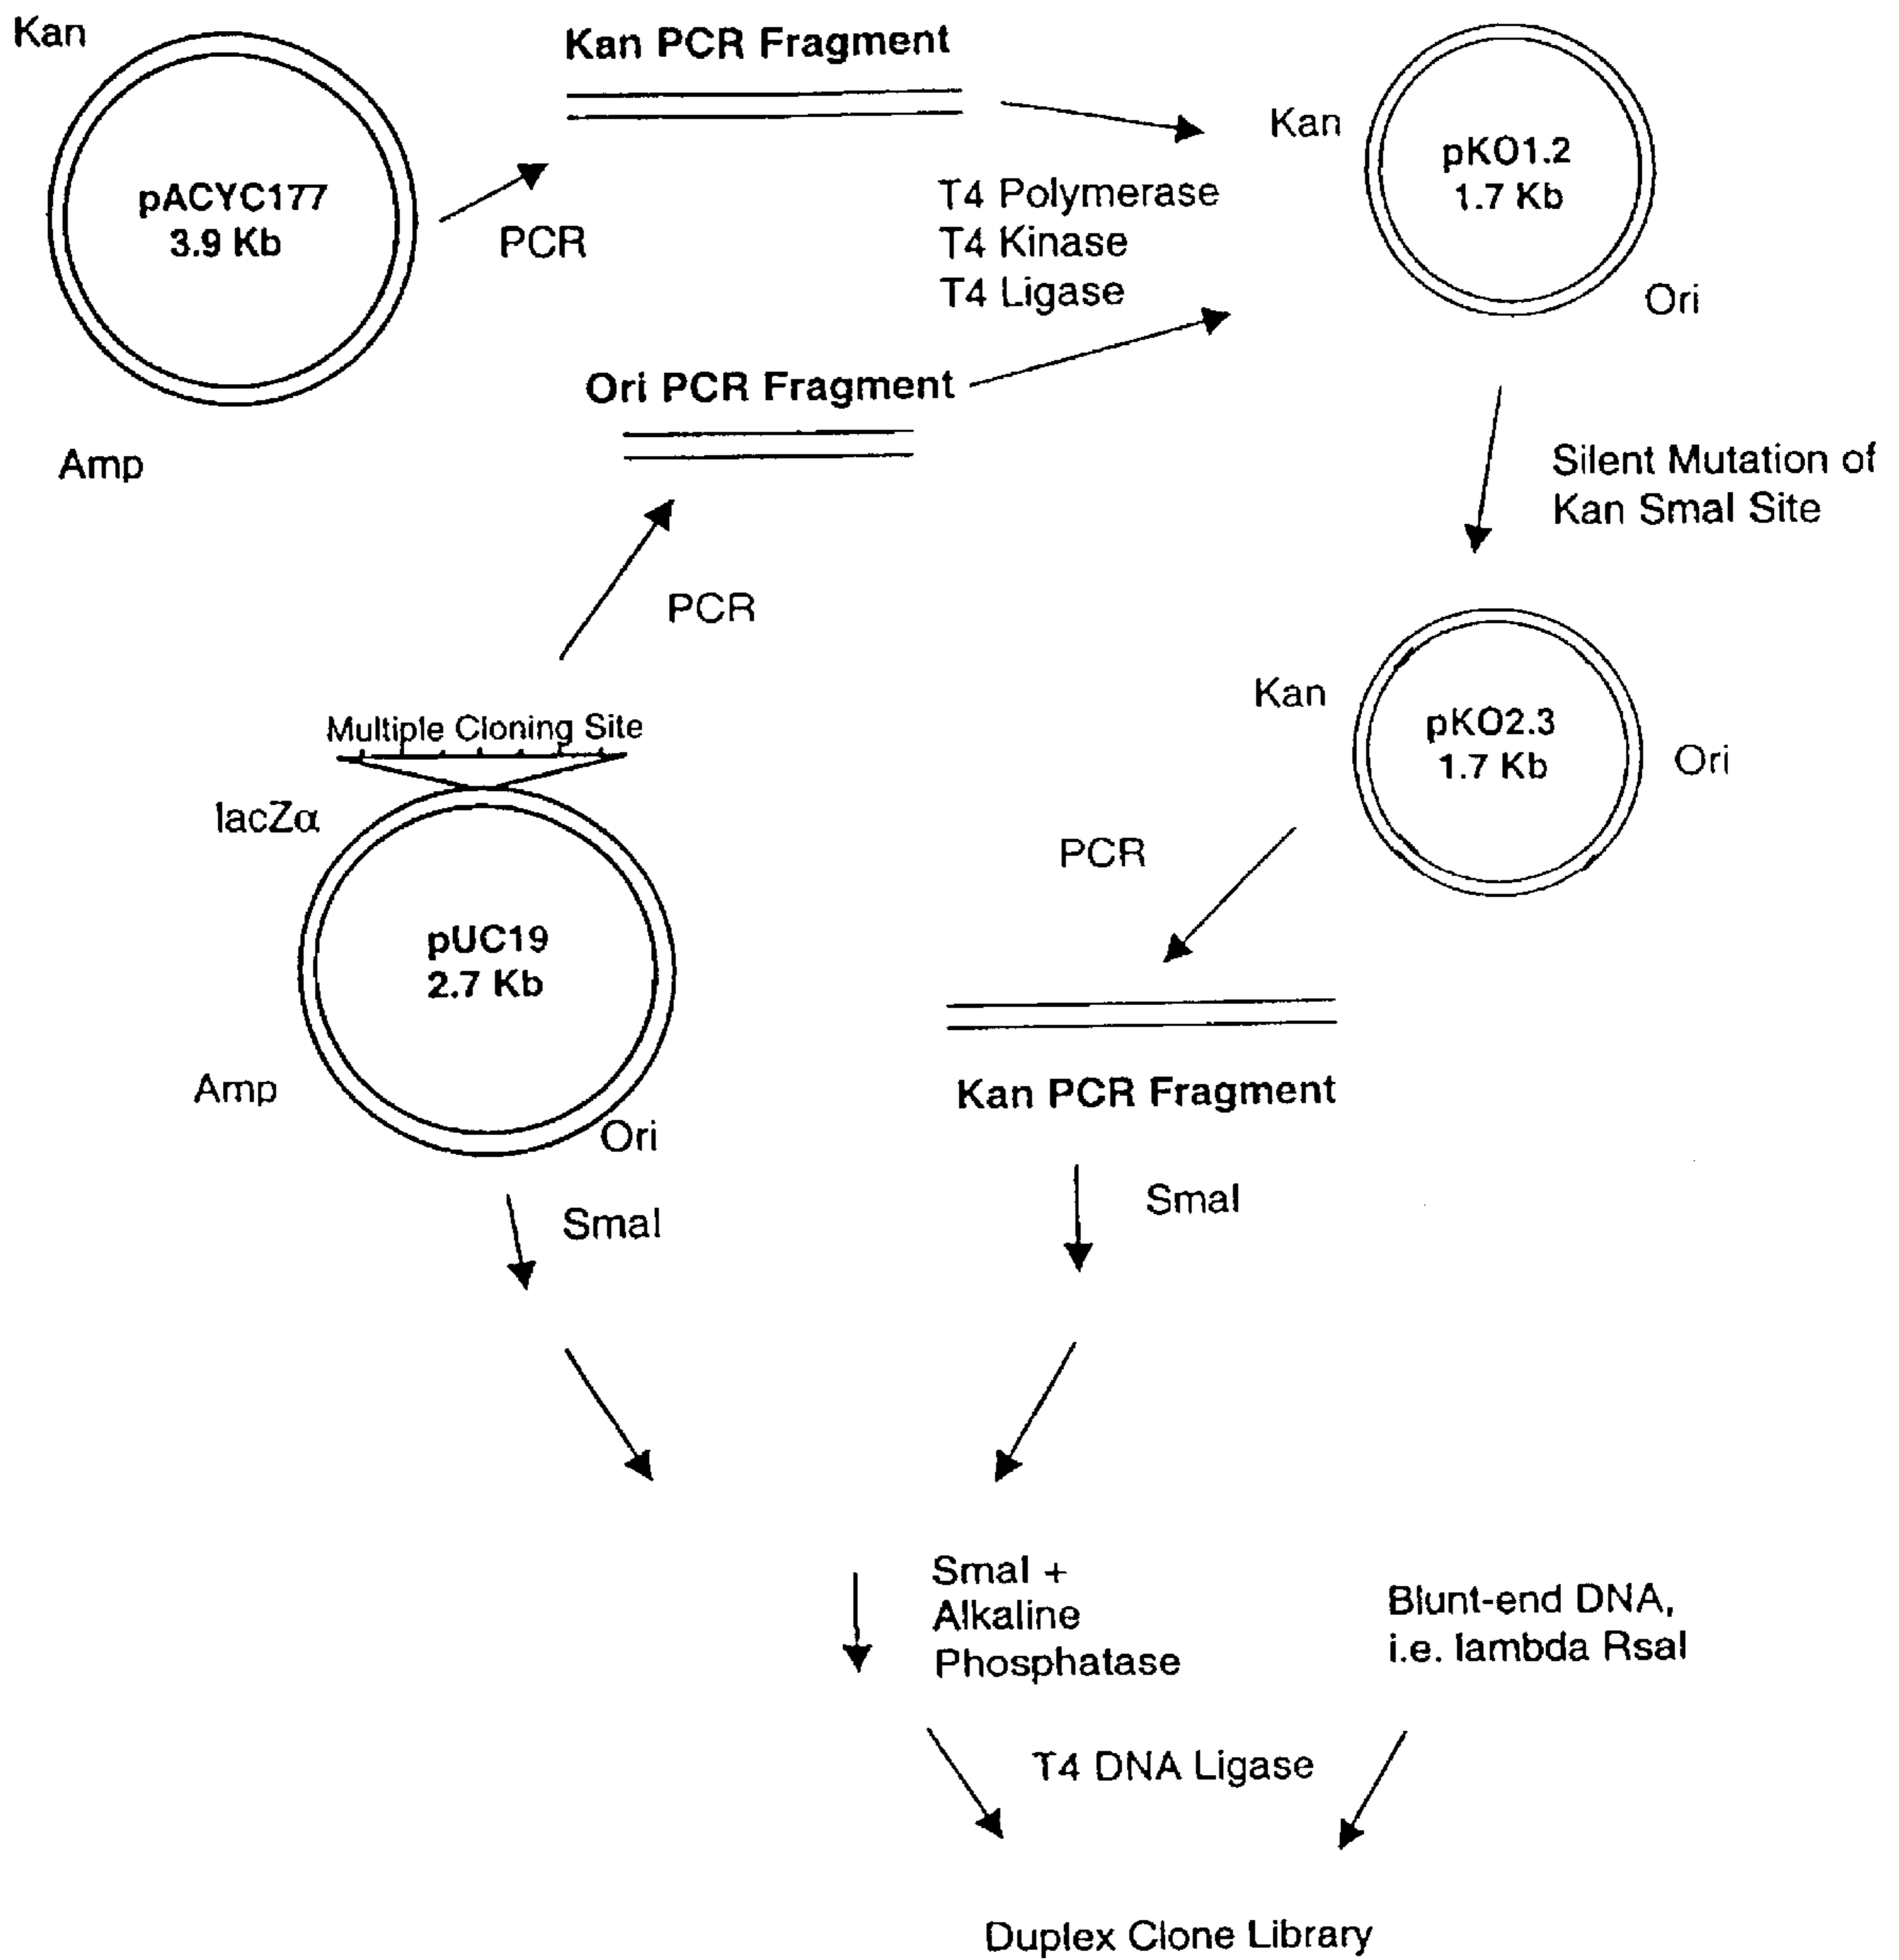 Kan
Kan PCR Fragment
pACYC177
3.9 Kb
PCR
Amp
T4 Polymerase
T4 Kinase
T4 Ligase
Kan
pKO1.2
1.7 Kb
Ori
Ori PCR Fragment
Silent Mutation of
Kan SmaI Site
PCR
Multiple Cloning Site
lacZα
pUC19
2.7 Kb
Amp
Ori
Kan
pKO2.3
1.7 Kb
Ori
PCR
Kan PCR Fragment
SmaI
SmaI
SmaI +
Alkaline
Phosphatase
Blunt-end DNA,
i.e. lambda RsaI
T4 DNA Ligase
Duplex Clone Library